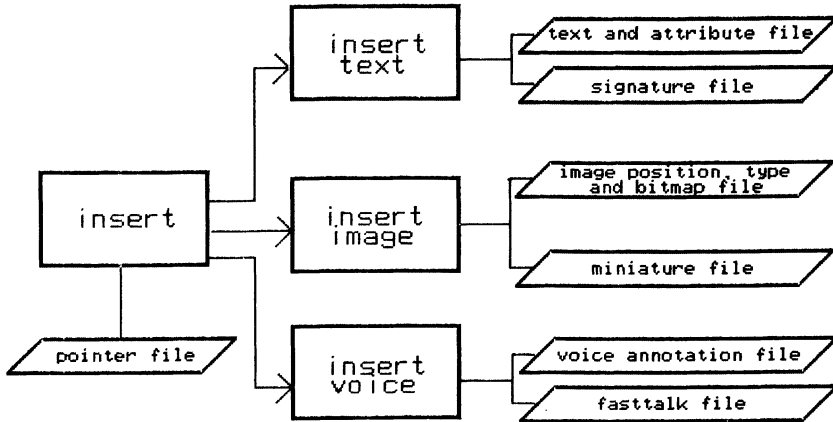 insert
text
text and attribute file
signature file
insert
insert
image
image position, type
and bitmap file
miniature file
pointer file
insert
voice
voice annotation file
fasttalk file